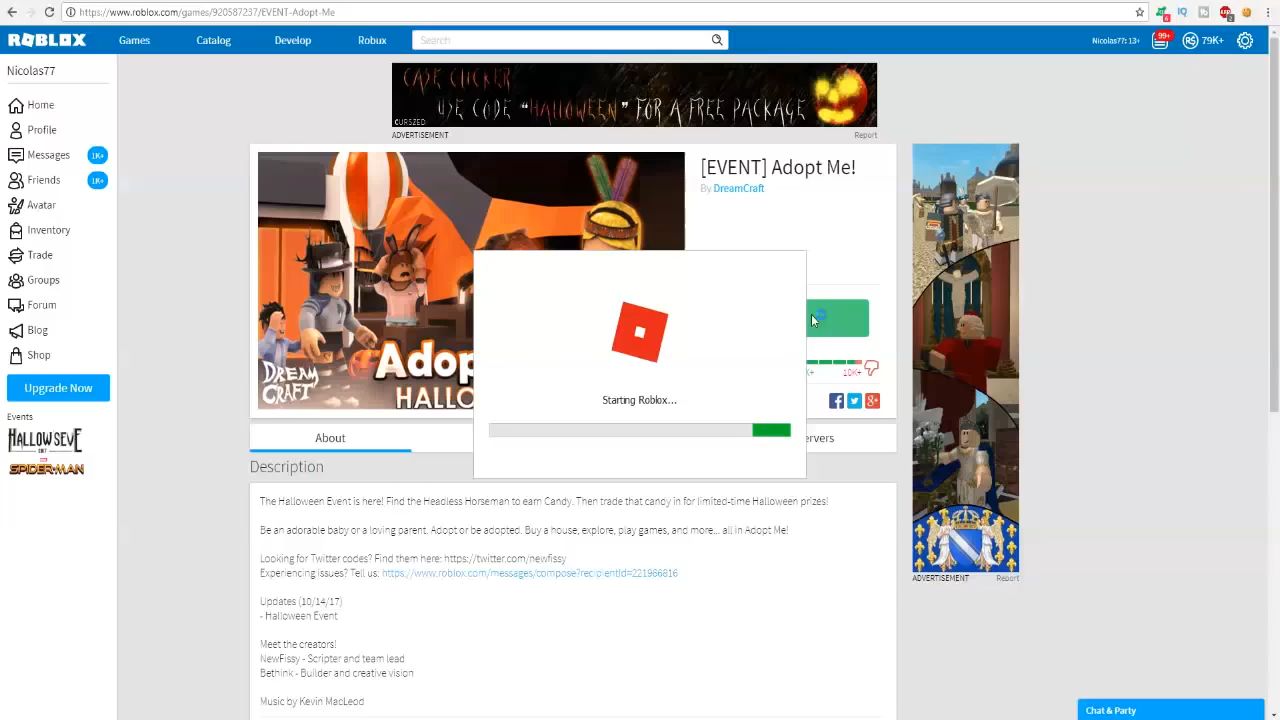 https://www.roblox.com/games/920587237/EVENT-Adopt-Me
ROBLOX
Games
Catalog
Develop
Robux
Search
Nicolas77: 13+
99+
79K+
Nicolas77
Home
Profile
Messages 1K+
Friends 1K+
Avatar
Inventory
Trade
Groups
Forum
Blog
Shop
Upgrade Now
Events
HALLOW'S EVE
SPIDER-MAN
CASE CLICKER
USE CODE "HALLOWEEN" FOR A FREE PACKAGE
CURSZED
ADVERTISEMENT
Report
[EVENT] Adopt Me!
By DreamCraft
DREAM
CRAFT
Adop
HALLO
Starting Roblox...
K+
10K+
About
ervers
Description
The Halloween Event is here! Find the Headless Horseman to earn Candy. Then trade that candy in for limited-time Halloween prizes!
Be an adorable baby or a loving parent. Adopt or be adopted. Buy a house, explore, play games, and more... all in Adopt Me!
Looking for Twitter codes? Find them here: https://twitter.com/newfissy
Experiencing issues? Tell us: https://www.roblox.com/messages/compose?recipientId=221966816
Updates (10/14/17)
- Halloween Event
Meet the creators!
NewFissy - Scripter and team lead
Bethink - Builder and creative vision
Music by Kevin MacLeod
ADVERTISEMENT
Report
Chat & Party